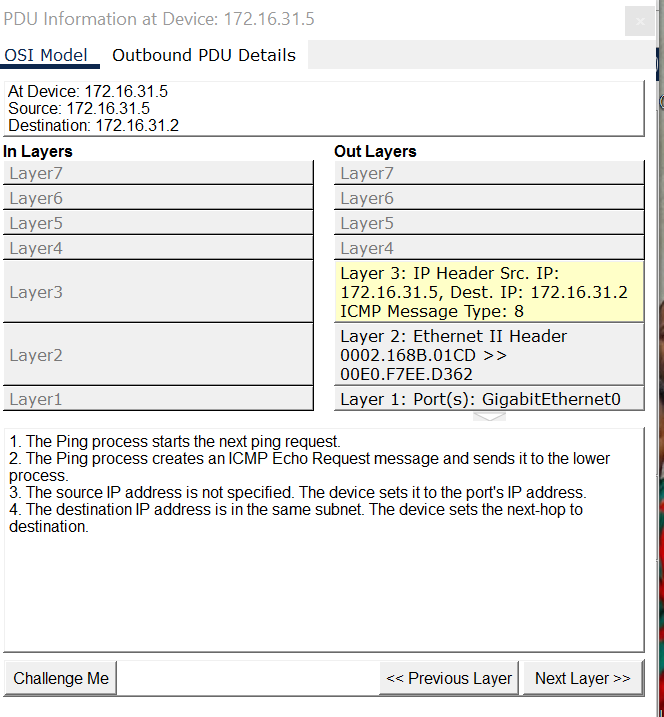 PDU Information at Device: 172.16.31.5
OSI Model Outbound PDU Details
At Device: 172.16.31.5
Source: 172.16.31.5
Destination: 172.16.31.2
In Layers
Layer7
Layer6
Layer5
Layer4
Layer3
Layer2
Layer1
Out Layers
Layer7
Layer6
Layer5
Layer4
Layer 3: IP Header Src. IP:
172.16.31.5, Dest. IP: 172.16.31.2
ICMP Message Type: 8
Layer 2: Ethernet II Header
0002.168B.01CD >>
00E0.F7EE.D362
Layer 1: Port(s): GigabitEthernet0
1. The Ping process starts the next ping request.
2. The Ping process creates an ICMP Echo Request message and sends it to the lower
process.
3. The source IP address is not specified. The device sets it to the port's IP address.
4. The destination IP address is in the same subnet. The device sets the next-hop to
destination.
Challenge Me
<< Previous Layer
Next Layer >>